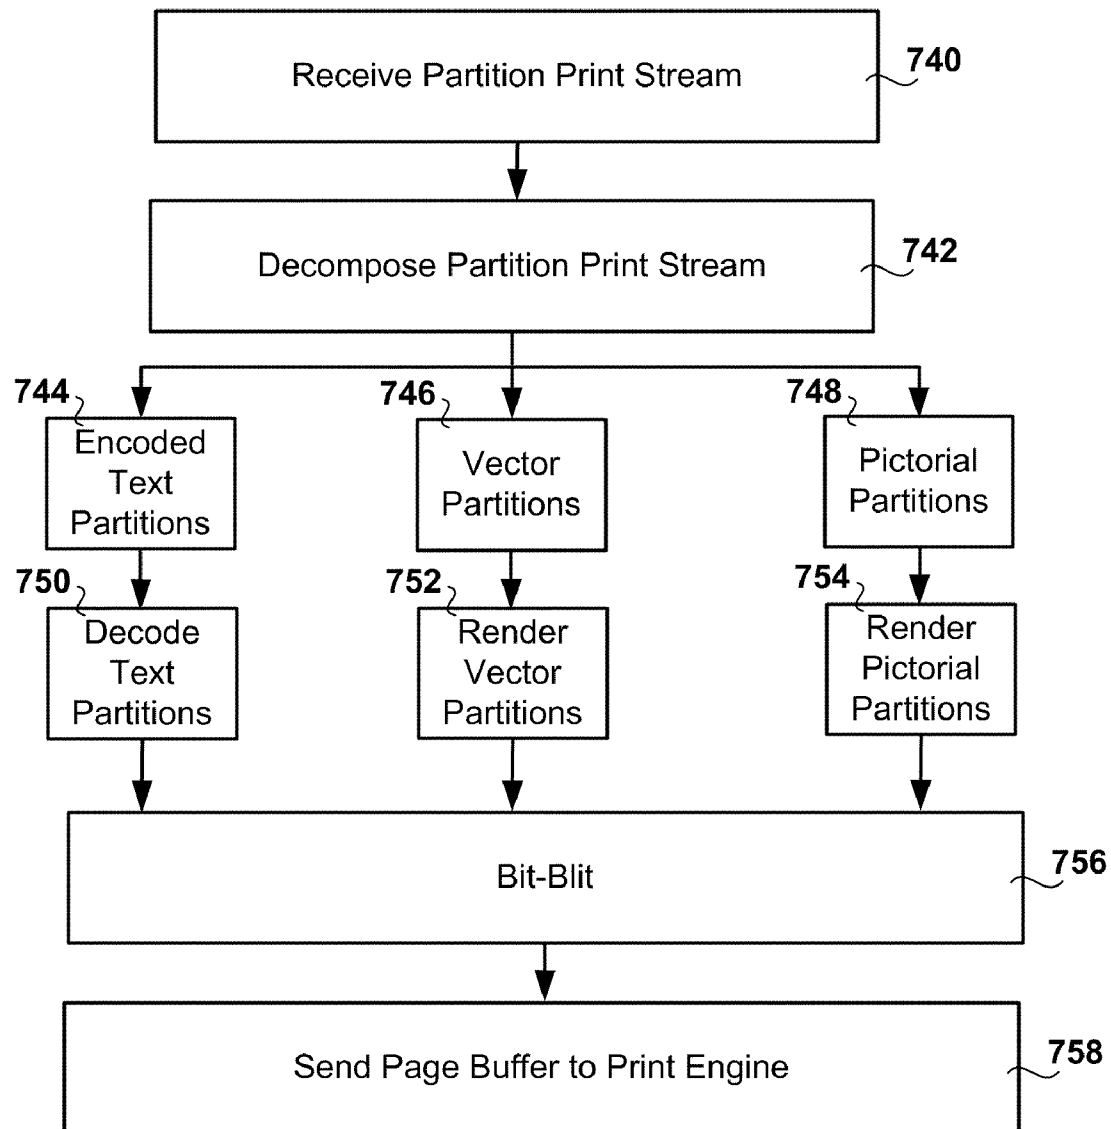 Receive Partition Print Stream
740
Decompose Partition Print Stream
742
744
Encoded
Text
Partitions
746
Vector
Partitions
748
Pictorial
Partitions
750
Decode
Text
Partitions
752
Render
Vector
Partitions
754
Render
Pictorial
Partitions
Bit-Blit
756
Send Page Buffer to Print Engine
758